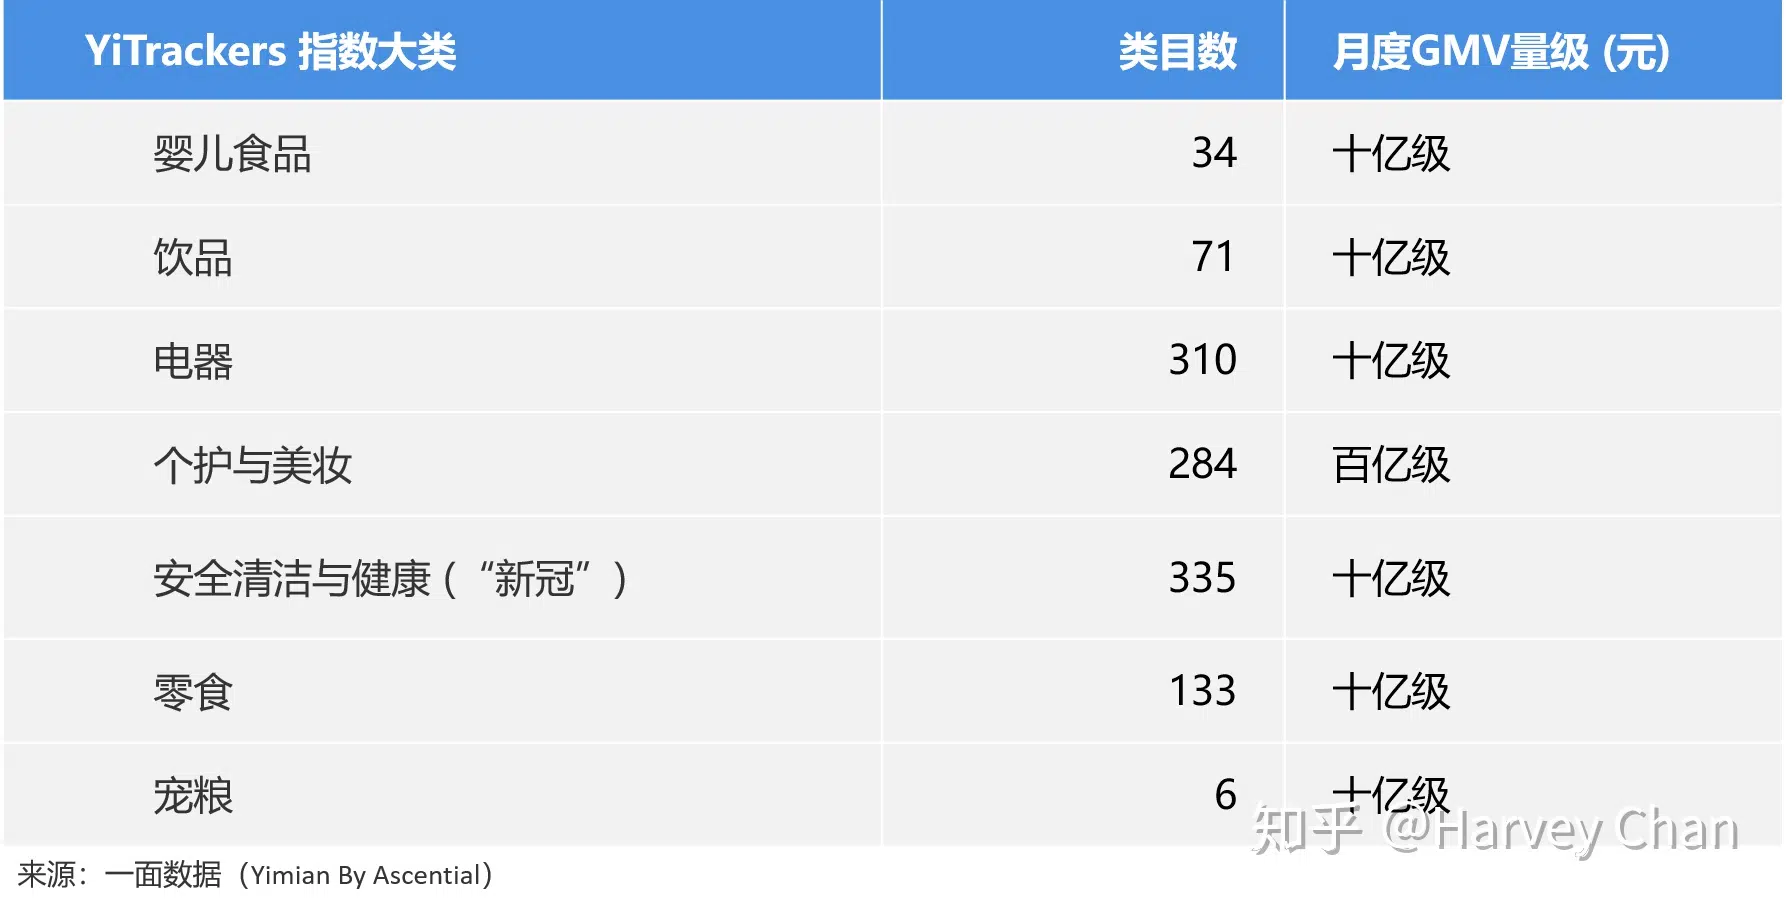 YiTrackers 指数大类 类目数 月度GMV量级 (元)
婴儿食品 34 十亿级
饮品 71 十亿级
电器 310 十亿级
个护与美妆 284 百亿级
安全清洁与健康 (“新冠”) 335 十亿级
零食 133 十亿级
宠粮 6 十亿级
知乎 @Harvey Chan
来源：一面数据（Yimian By Ascential）